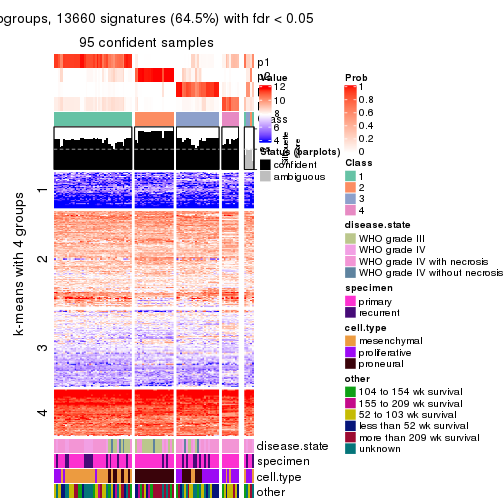 ogroups, 13660 signatures (64.5%) with fdr < 0.05
95 confident samples
p1
Value
12
10
8
6
4
Class
Status (barplots)
confident
ambiguous
Silhouette
score
k-means with 4 groups
1
2
3
4
disease.state
specimen
cell.type
other
Prob
1
0.8
0.6
0.4
0.2
0
Class
1
2
3
4
disease.state
WHO grade III
WHO grade IV
WHO grade IV with necrosis
WHO grade IV without necrosis
specimen
primary
recurrent
cell.type
mesenchymal
proliferative
proneural
other
104 to 154 wk survival
155 to 209 wk survival
52 to 103 wk survival
less than 52 wk survival
more than 209 wk survival
unknown